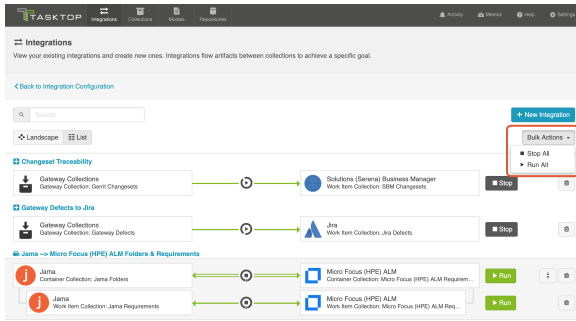 TASKTOP
Integrations
Collections
Models
Repositories
Activity
Metrics
Help
Settings
Integrations
View your existing integrations and create new ones. Integrations flow artifacts between collections to achieve a specific goal.
Back to Integration Configuration
Search
+ New Integration
Landscape
List
Bulk Actions
Stop All
Run All
Changeset Traceability
Gateway Collections
Gateway Collection: Gerrit Changesets
Solutions (Serena) Business Manager
Work Item Collection: SBM Changesets
Stop
Gateway Defects to Jira
Gateway Collections
Gateway Collection: Gateway Defects
Jira
Work Item Collection: Jira Defects
Stop
Jama --> Micro Focus (HPE) ALM Folders & Requirements
Jama
Container Collection: Jama Folders
Micro Focus (HPE) ALM
Container Collection: Micro Focus (HPE) ALM Requirem...
Run
Jama
Work Item Collection: Jama Requirements
Micro Focus (HPE) ALM
Work Item Collection: Micro Focus (HPE) ALM Req...
Run